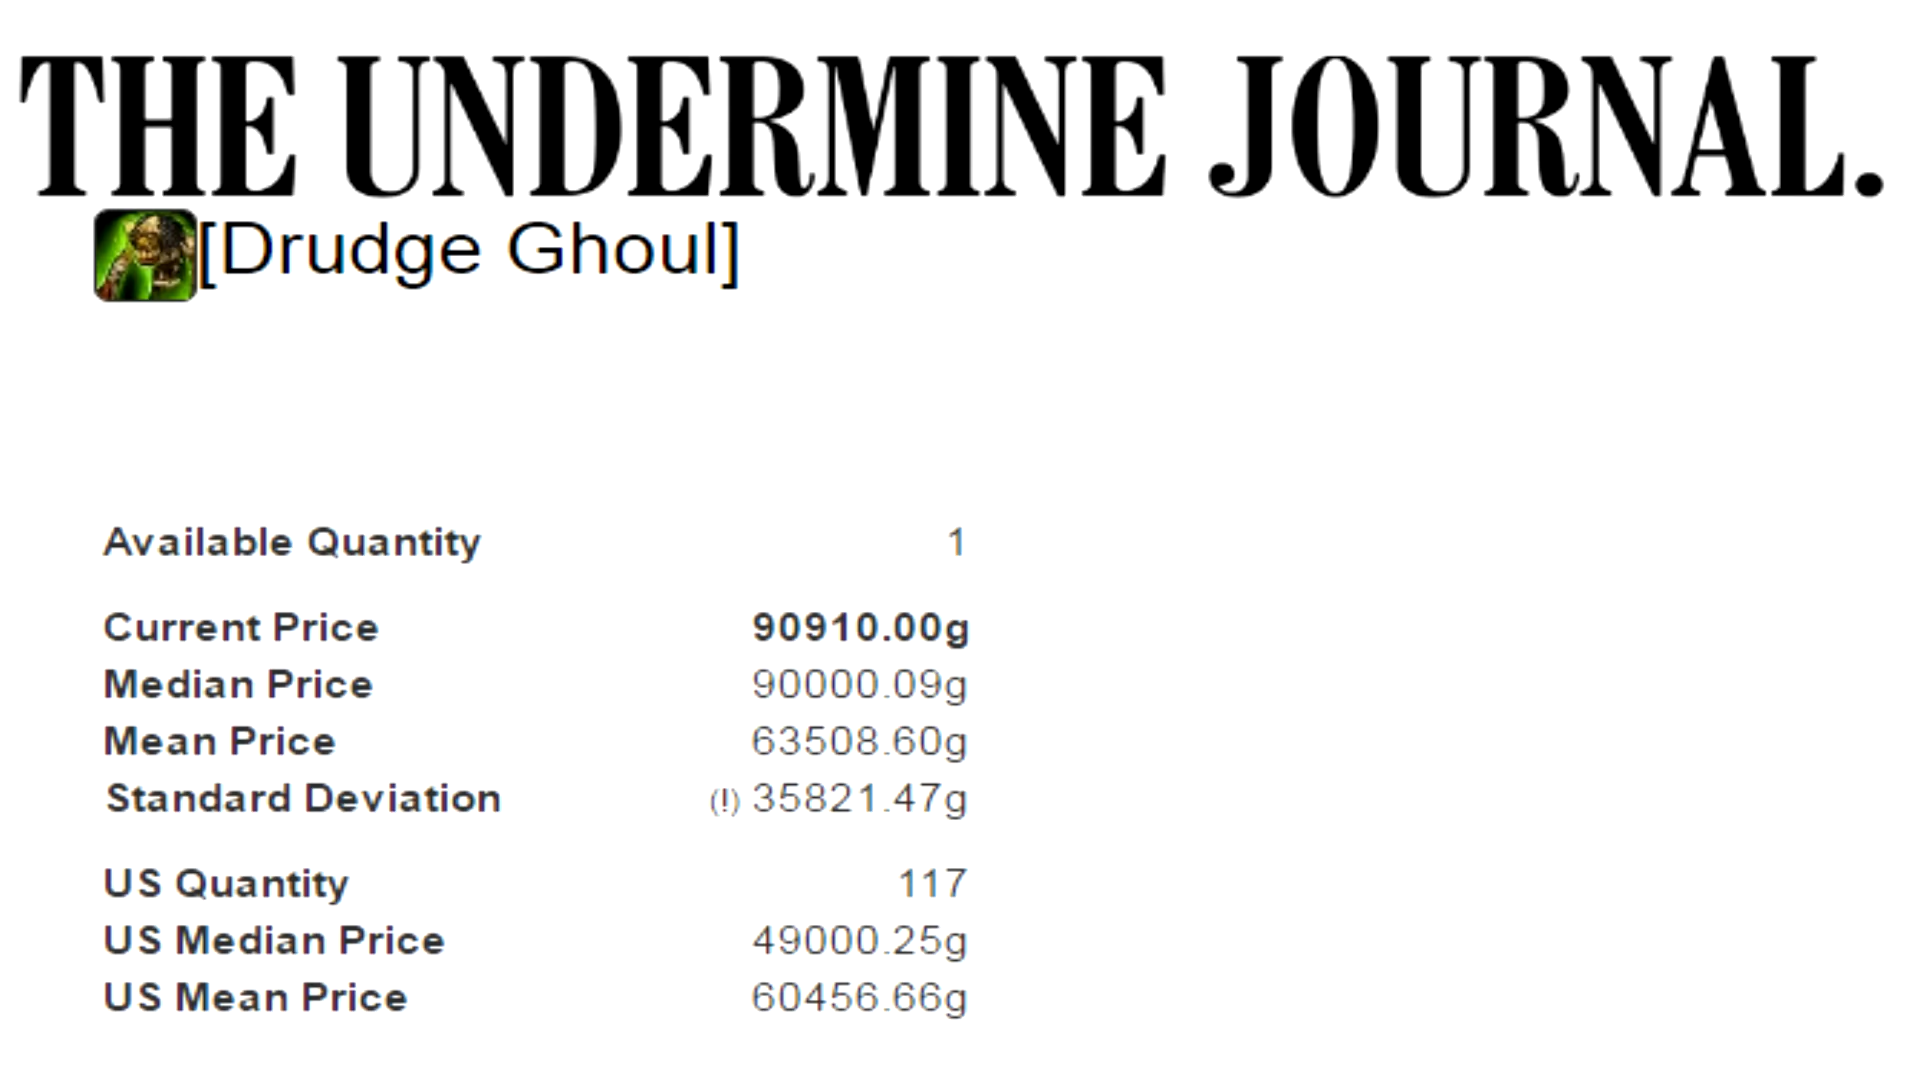 THE UNDERMINE JOURNAL.
[Drudge Ghoul]
Available Quantity 1
Current Price 90910.00g
Median Price 90000.09g
Mean Price 63508.60g
Standard Deviation (!) 35821.47g
US Quantity 117
US Median Price 49000.25g
US Mean Price 60456.66g